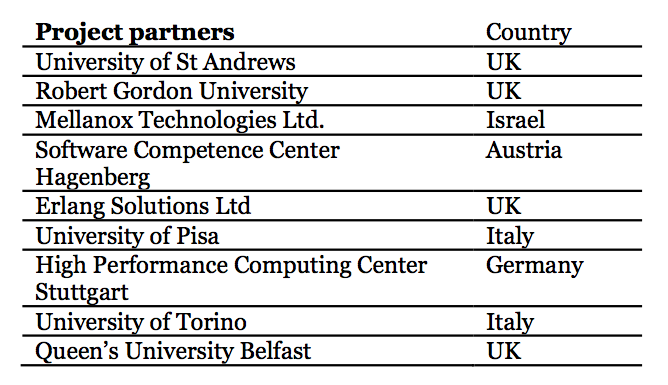 Project partners Country
University of St Andrews UK
Robert Gordon University UK
Mellanox Technologies Ltd. Israel
Software Competence Center Austria
Hagenberg
Erlang Solutions Ltd UK
University of Pisa Italy
High Performance Computing Center Germany
Stuttgart
University of Torino Italy
Queen’s University Belfast UK